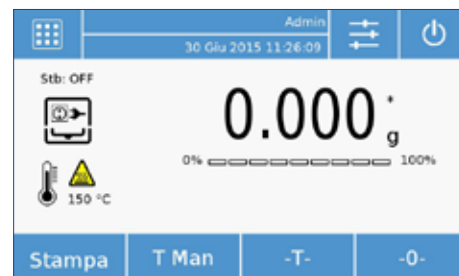 Admin
30 Giu 2015 11:26:09
Stb: OFF
0.000 *
g
0% 100%
150 °C
Stampa T Man -T- -0-